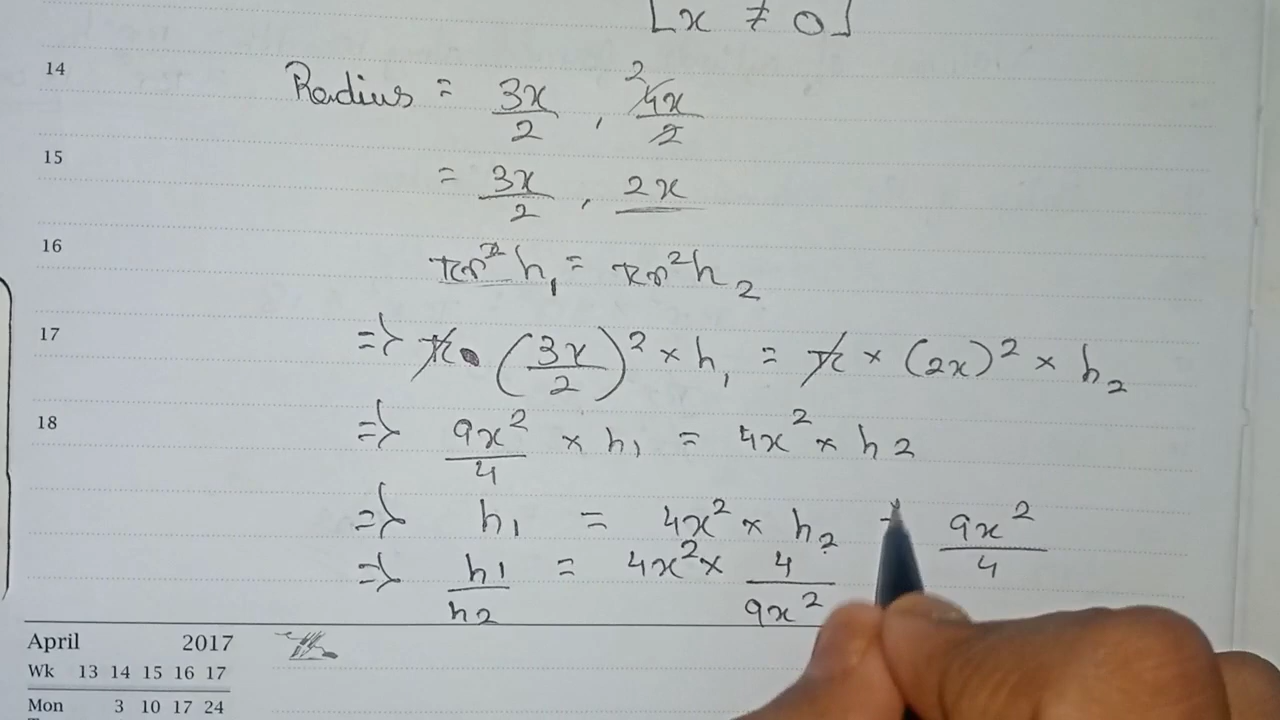 [x ≠ 0]
14
Radius = 3x/2 , 2 4x/2
15
= 3x/2 , 2x
16
πr²h₁ = πr²h₂
17
=> π · (3x/2)² × h₁ = π × (2x)² × h₂
18
=> 9x²/4 × h₁ = 4x² × h2
=> h₁ = 4x² × h₂ ÷ 9x²/4
=> h₁/h₂ = 4x² × 4/9x²
April 2017
Wk 13 14 15 16 17
Mon 3 10 17 24